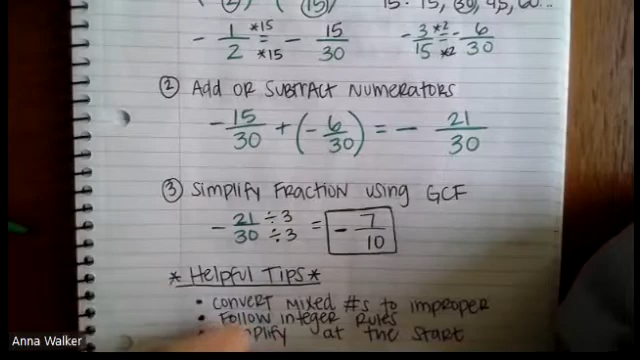 (2) (15) 15: 15, 30, 45, 60...
- 1/2 *15/*15 = - 15/30 - 3/15 *2/*2 = - 6/30
② Add OR Subtract Numerators
- 15/30 + (- 6/30) = - 21/30
③ Simplify Fraction using GCF
- 21/30 ÷3/÷3 = - 7/10
* Helpful Tips *
• Convert Mixed #s to improper
• Follow integer Rules
• at the start
Anna Walker